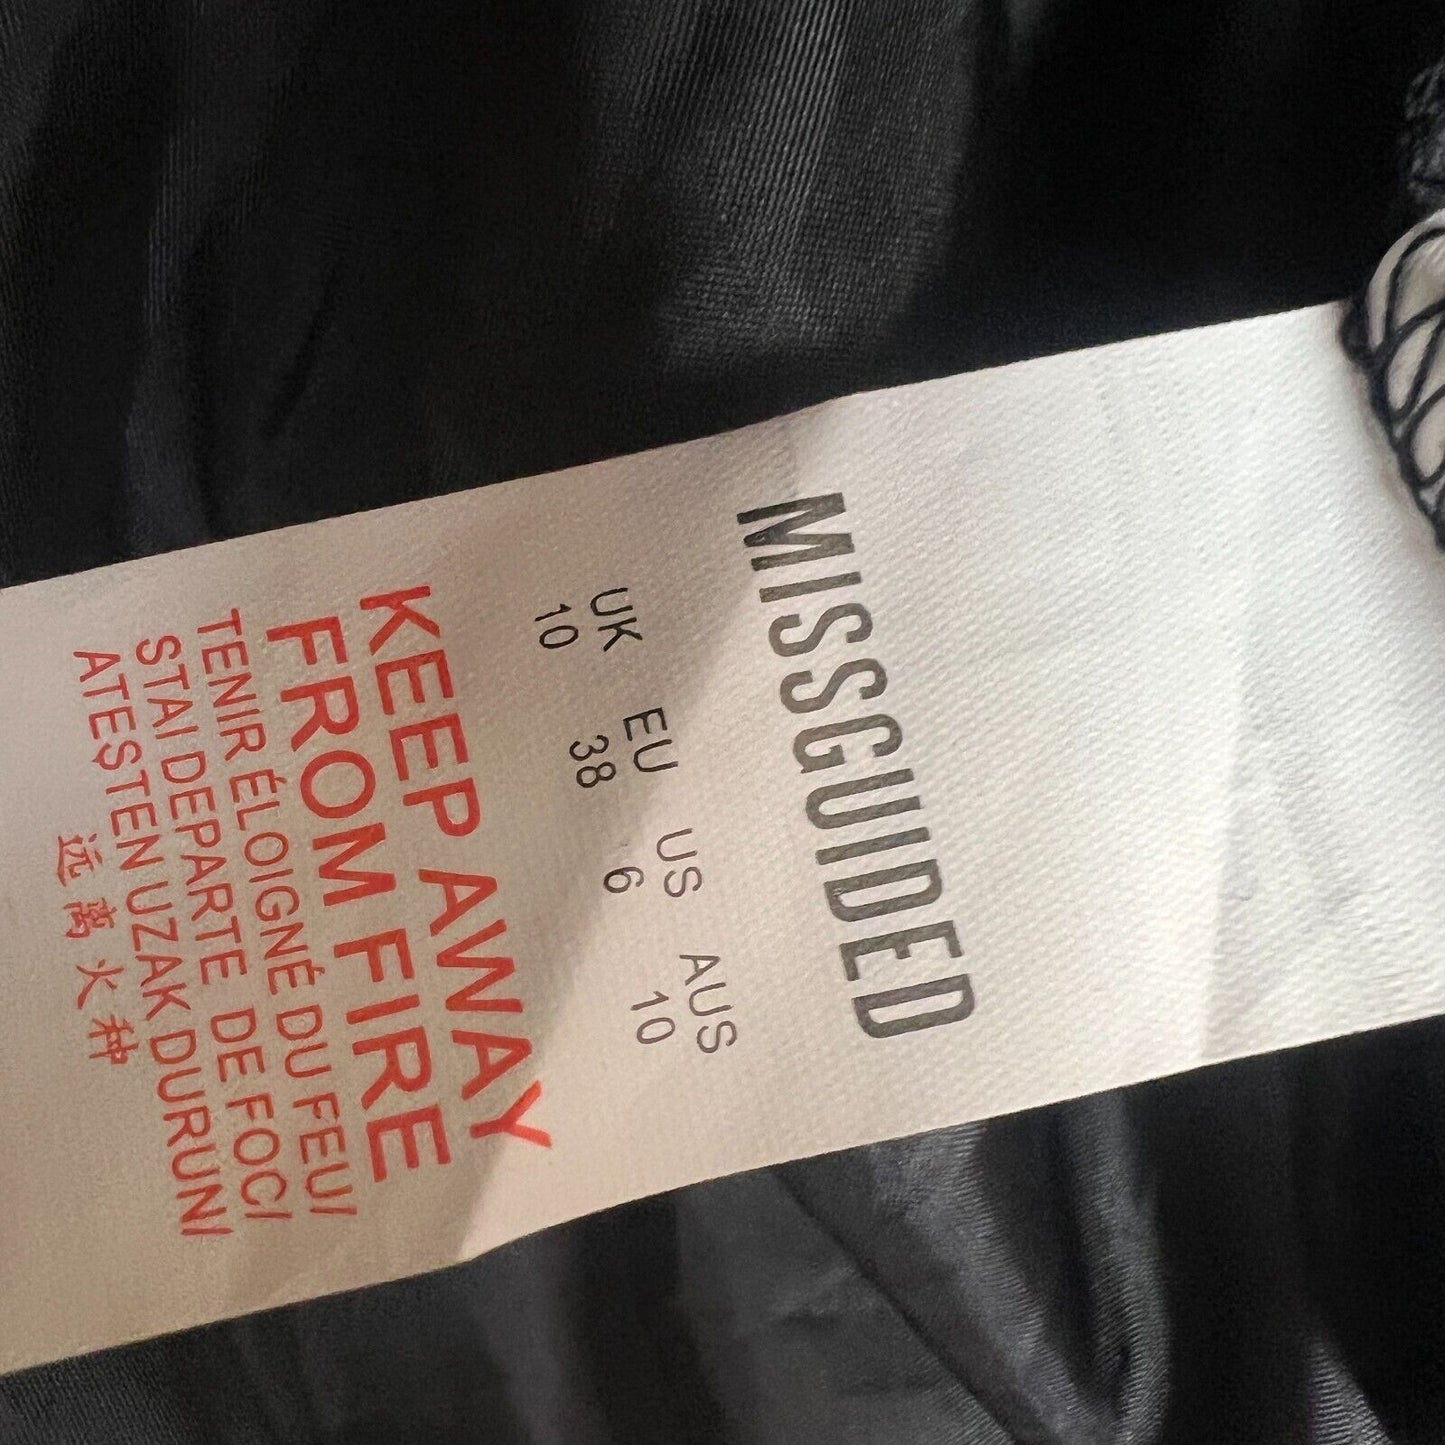 MISSGUIDED
UK EU US AUS
10 38 6 10
KEEP AWAY
FROM FIRE
TENIR ÉLOIGNÉ DU FEU/
STAI DEPARTE DE FOC/
ATEŞTEN UZAK DURUN/
远离火种